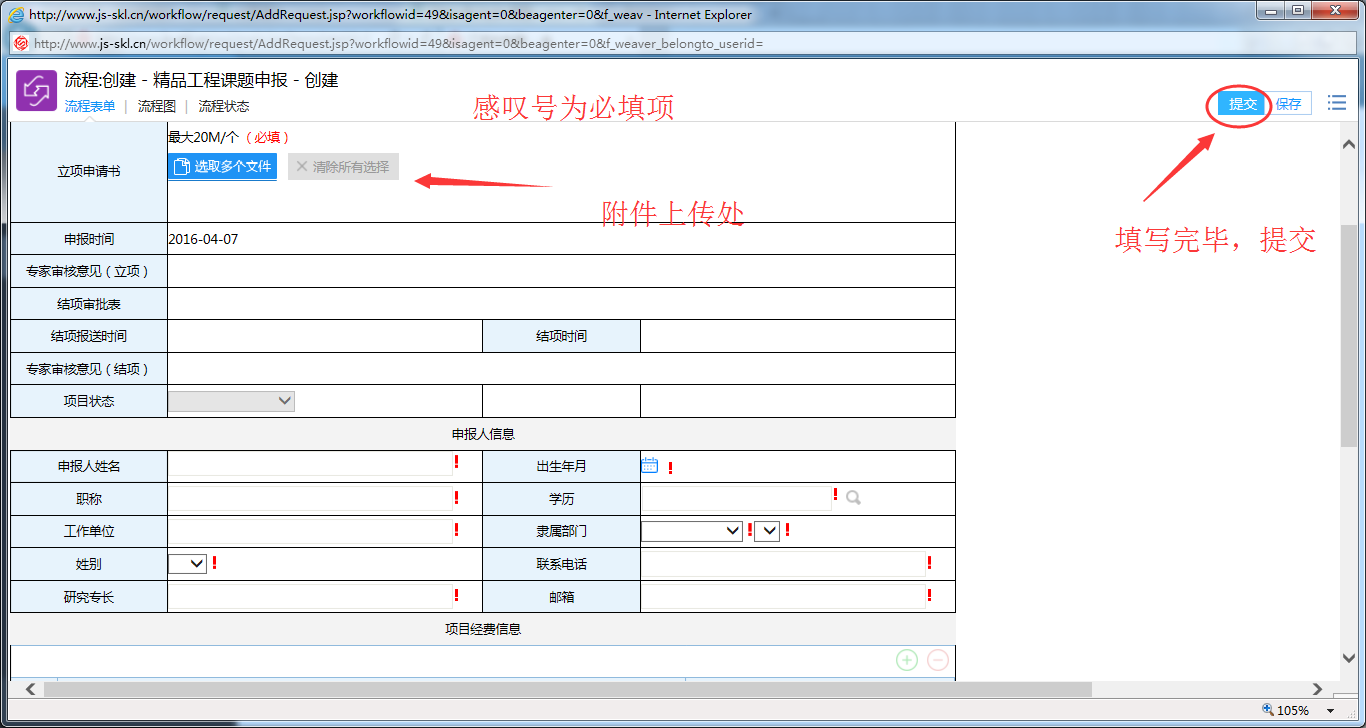 http://www.js-skl.cn/workflow/request/AddRequest.jsp?workflowid=49&isagent=0&beagenter=0&f_weav - Internet Explorer
http://www.js-skl.cn/workflow/request/AddRequest.jsp?workflowid=49&isagent=0&beagenter=0&f_weaver_belongto_userid=
流程:创建 - 精品工程课题申报 - 创建
流程表单 | 流程图 | 流程状态
感叹号为必填项
提交 保存
最大20M/个 （必填）
立项申请书
选取多个文件 清除所有选择
附件上传处
填写完毕，提交
申报时间 2016-04-07
专家审核意见（立项）
结项审批表
结项报送时间 结项时间
专家审核意见（结项）
项目状态
申报人信息
申报人姓名 ! 出生年月 !
职称 ! 学历 !
工作单位 ! 隶属部门 ! !
姓别 ! 联系电话 !
研究专长 ! 邮箱 !
项目经费信息
105%